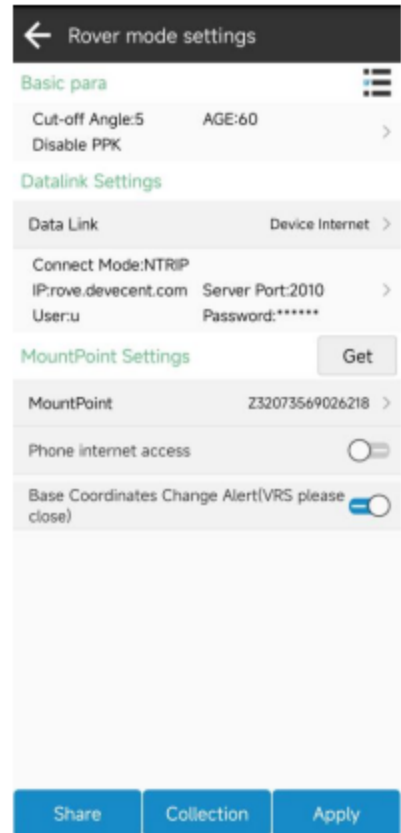 Rover mode settings
Basic para
Cut-off Angle:5 AGE:60
Disable PPK
Datalink Settings
Data Link Device Internet
Connect Mode:NTRIP
IP:rove.devecent.com Server Port:2010
User:u Password:******
MountPoint Settings Get
MountPoint Z32073569026218
Phone internet access
Base Coordinates Change Alert(VRS please
close)
Share Collection Apply